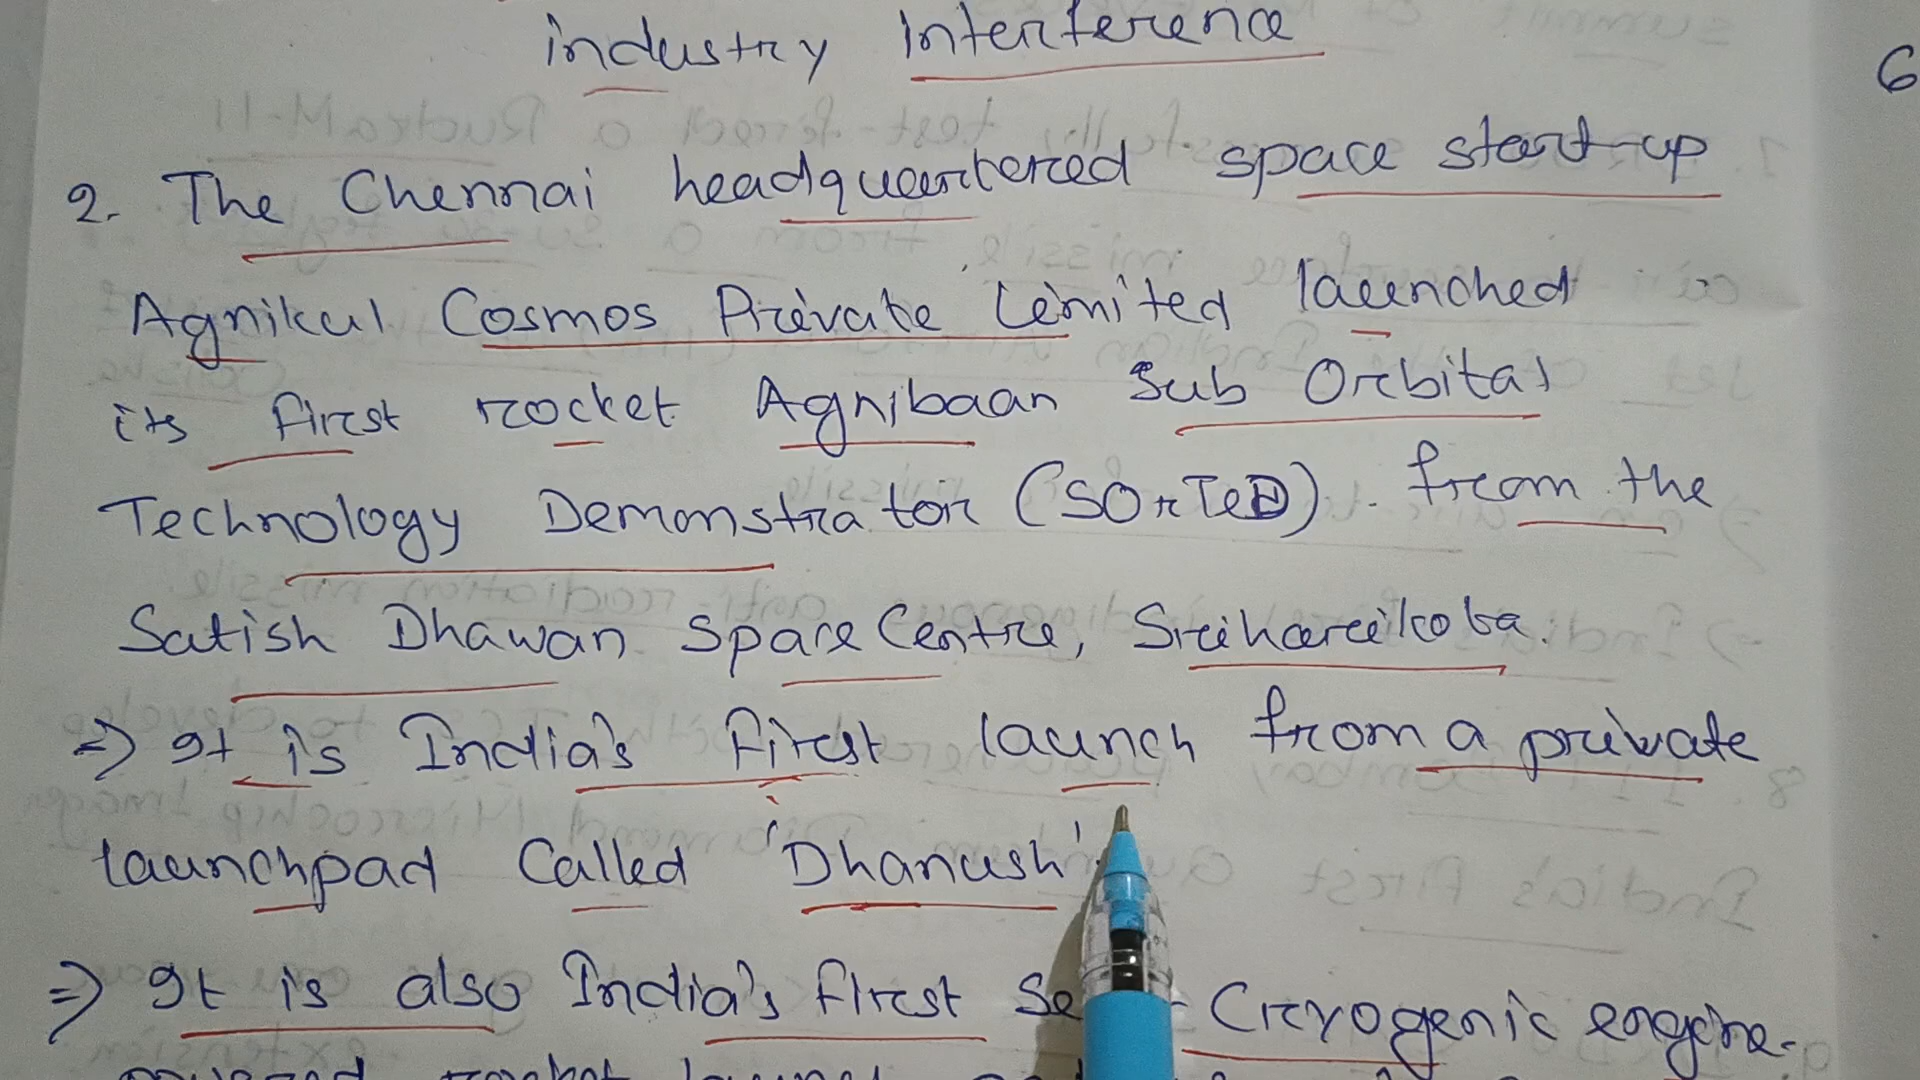 industry Interference
6
2. The Chennai headquartered space start-up
Agnikul Cosmos Private Limited launched
its first rocket Agnibaan Sub Orbital
Technology Demonstrator (SOrTeD). from the
Satish Dhawan Space Centre, Sriharikota.
=> It is India's First launch from a private
launchpad Called 'Dhanush'
=> It is also India's first Se - Cryogenic engine-